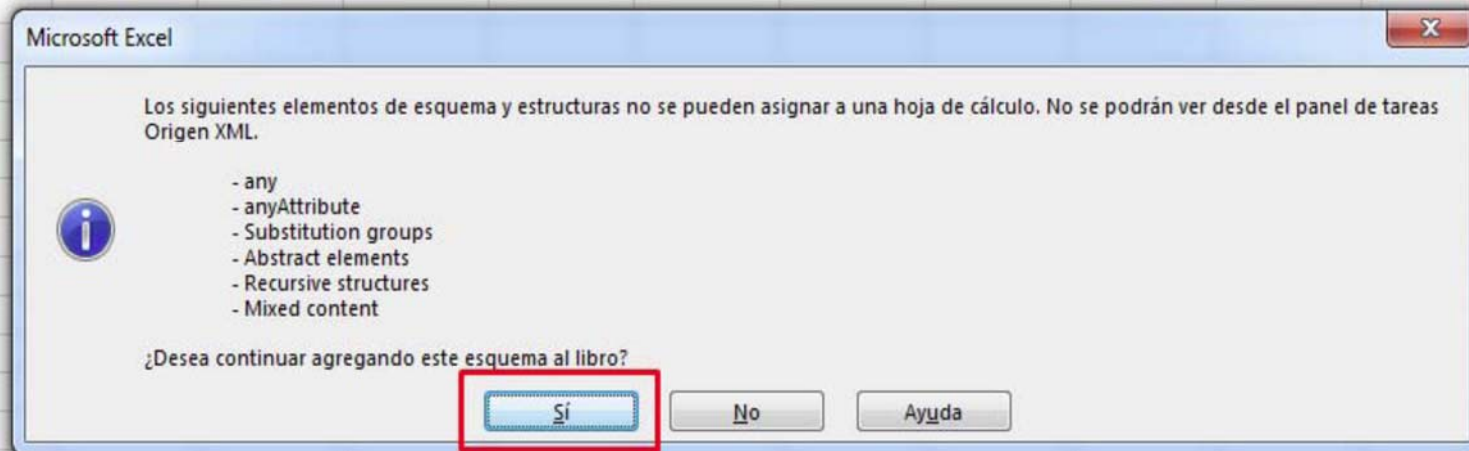 Microsoft Excel
Los siguientes elementos de esquema y estructuras no se pueden asignar a una hoja de cálculo. No se podrán ver desde el panel de tareas
Origen XML.
- any
- anyAttribute
- Substitution groups
- Abstract elements
- Recursive structures
- Mixed content
¿Desea continuar agregando este esquema al libro?
Sí No Ayuda